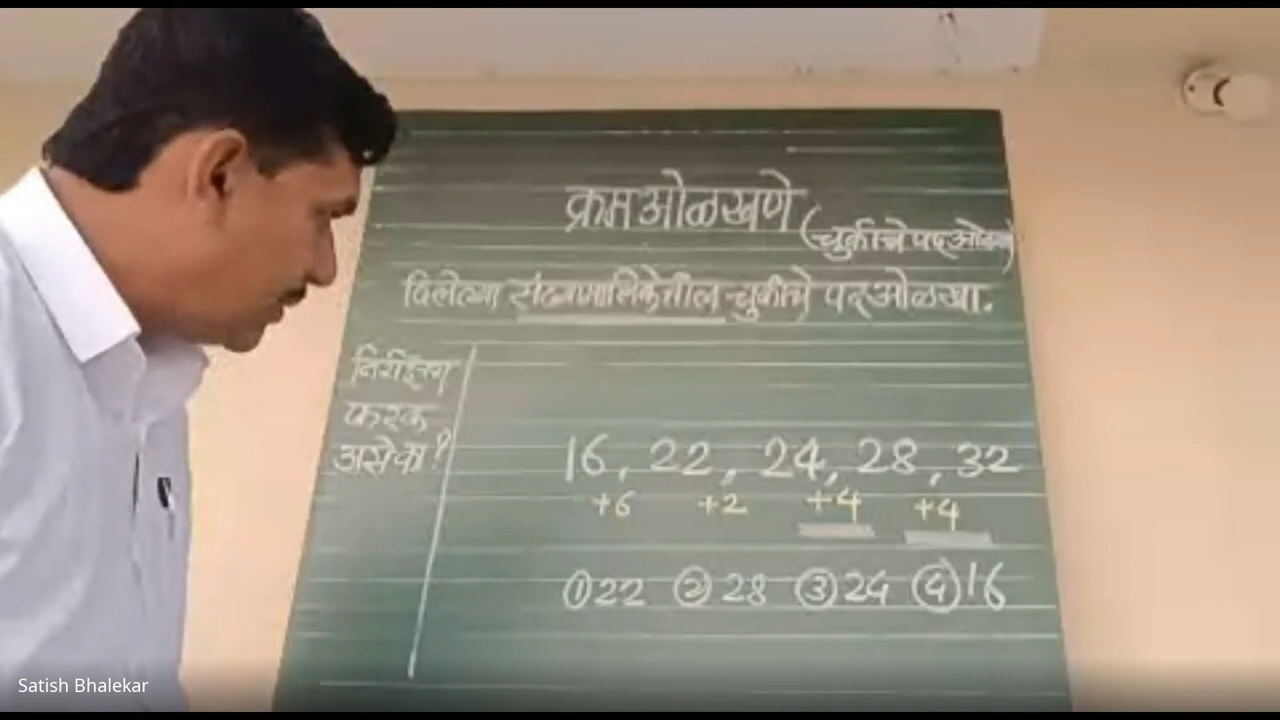 क्रम ओळखणे
(चुकीचे पद ओळखा)
दिलेल्या संख्यामालिकेतील चुकीचे पद ओळखा.
निरीक्षण
फरक
असे का?
16, 22, 24, 28, 32
+6 +2 +4 +4
① 22 ② 28 ③ 24 ④ 16
Satish Bhalekar